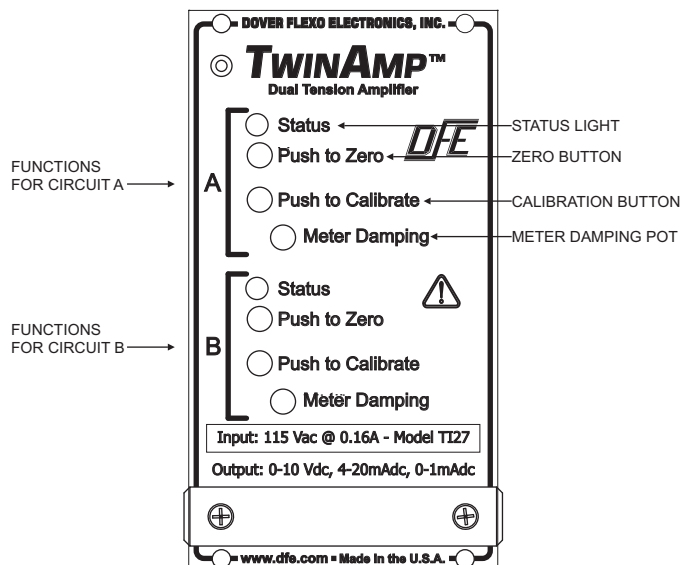 DOVER FLEXO ELECTRONICS, INC.
TWINAMP™
Dual Tension Amplifier
A
Status
DFE
STATUS LIGHT
Push to Zero
ZERO BUTTON
FUNCTIONS
FOR CIRCUIT A
Push to Calibrate
CALIBRATION BUTTON
Meter Damping
METER DAMPING POT
B
Status
Push to Zero
FUNCTIONS
FOR CIRCUIT B
Push to Calibrate
Meter Damping
Input: 115 Vac @ 0.16A - Model TI27
Output: 0-10 Vdc, 4-20mAdc, 0-1mAdc
www.dfe.com • Made in the U.S.A.